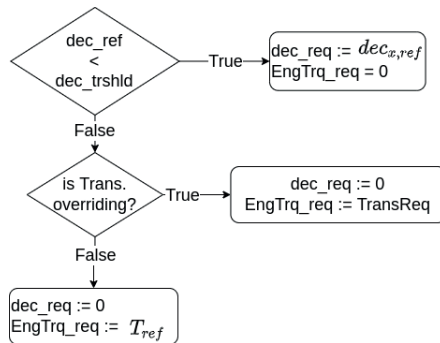 dec_ref
<
dec_trshld
True
dec_req := dec_{x,ref}
EngTrq_req = 0
False
is Trans.
overriding?
True
dec_req := 0
EngTrq_req := TransReq
False
dec_req := 0
EngTrq_req := T_{ref}